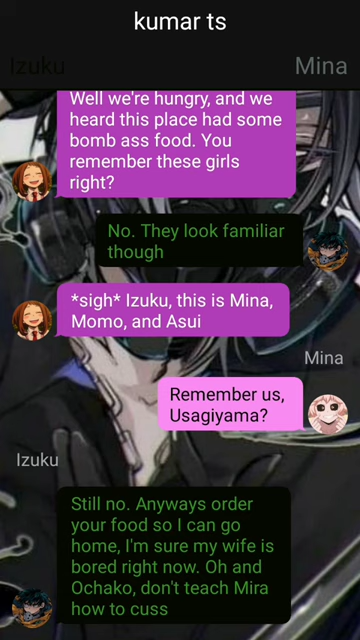 kumar ts
Izuku
Mina
Well we're hungry, and we
heard this place had some
bomb ass food. You
remember these girls
right?
No. They look familiar
though
*sigh* Izuku, this is Mina,
Momo, and Asui
Mina
Remember us,
Usagiyama?
Izuku
Still no. Anyways order
your food so I can go
home, I'm sure my wife is
bored right now. Oh and
Ochako, don't teach Mira
how to cuss